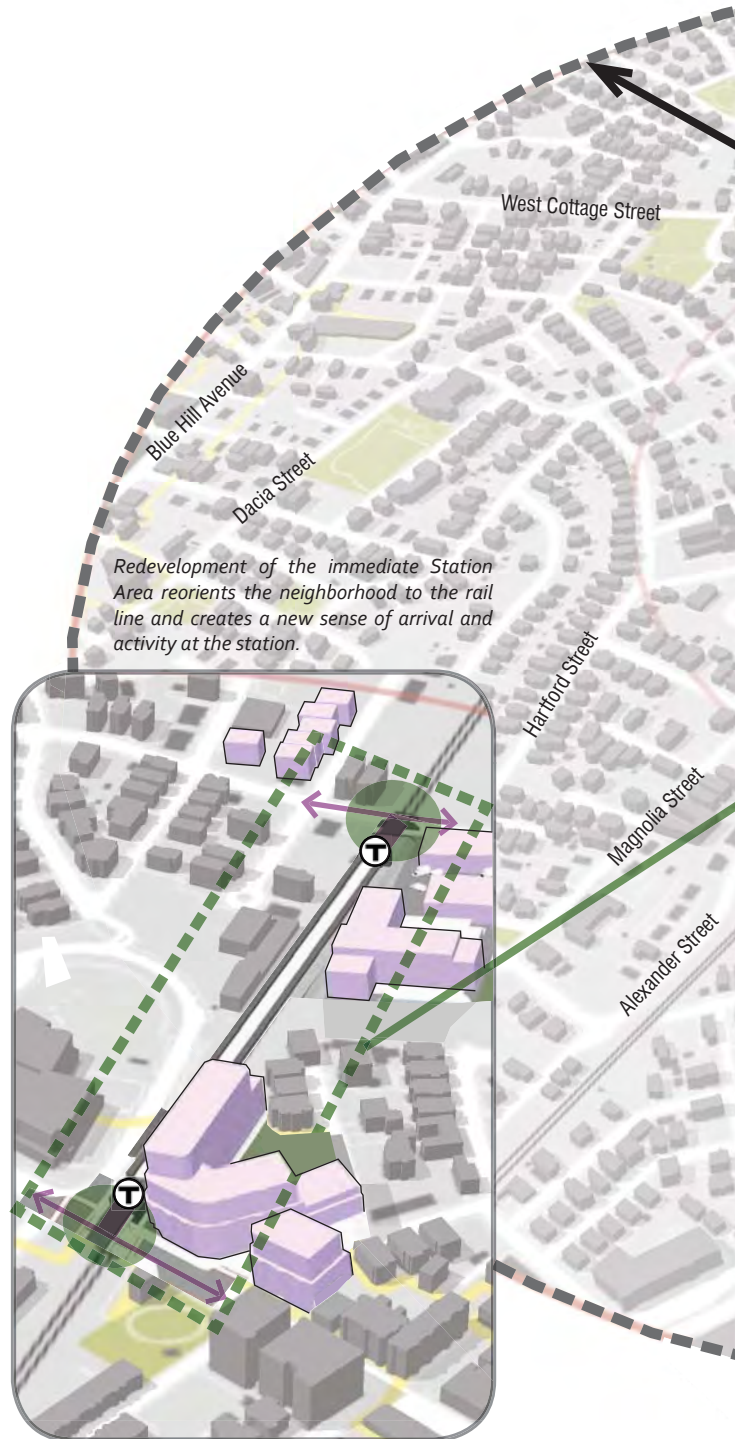 West Cottage Street
Blue Hill Avenue
Dacia Street
Redevelopment of the immediate Station
Area reorients the neighborhood to the rail
line and creates a new sense of arrival and
activity at the station.
Hartford Street
Magnolia Street
Alexander Street
T
T